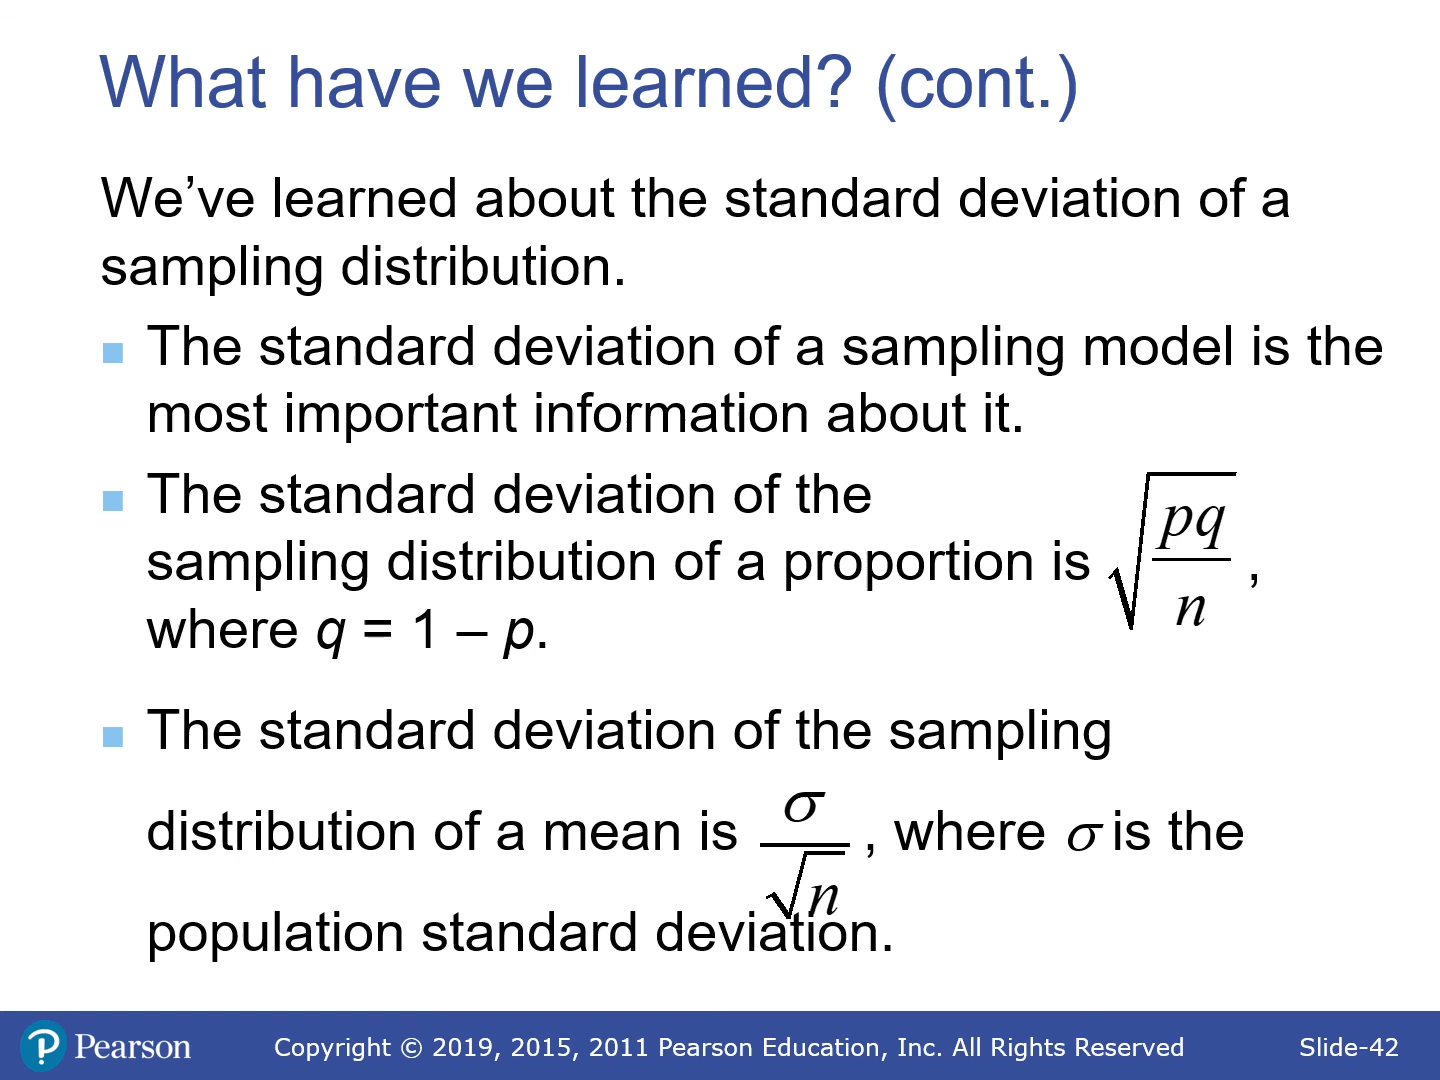 What have we learned? (cont.)
We’ve learned about the standard deviation of a
sampling distribution.
■ The standard deviation of a sampling model is the
most important information about it.
■ The standard deviation of the
sampling distribution of a proportion is √(pq/n) ,
where q = 1 – p.
■ The standard deviation of the sampling
distribution of a mean is σ/√n , where σ is the
population standard deviation.
Pearson Copyright © 2019, 2015, 2011 Pearson Education, Inc. All Rights Reserved Slide-42